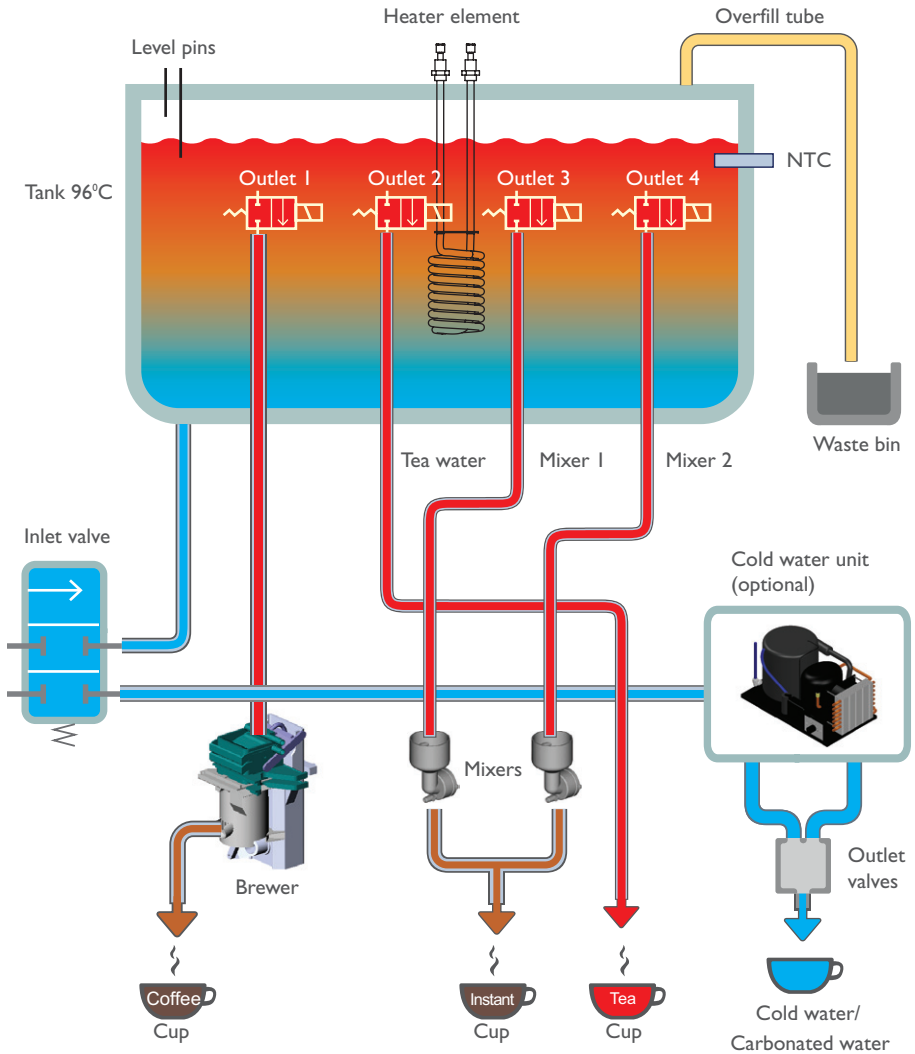 Heater element
Overfill tube
Level pins
NTC
Tank 96°C
Outlet 1
Outlet 2
Outlet 3
Outlet 4
Waste bin
Tea water
Mixer 1
Mixer 2
Inlet valve
Cold water unit
(optional)
Mixers
Brewer
Outlet
valves
Coffee
Cup
Instant
Cup
Tea
Cup
Cold water/
Carbonated water